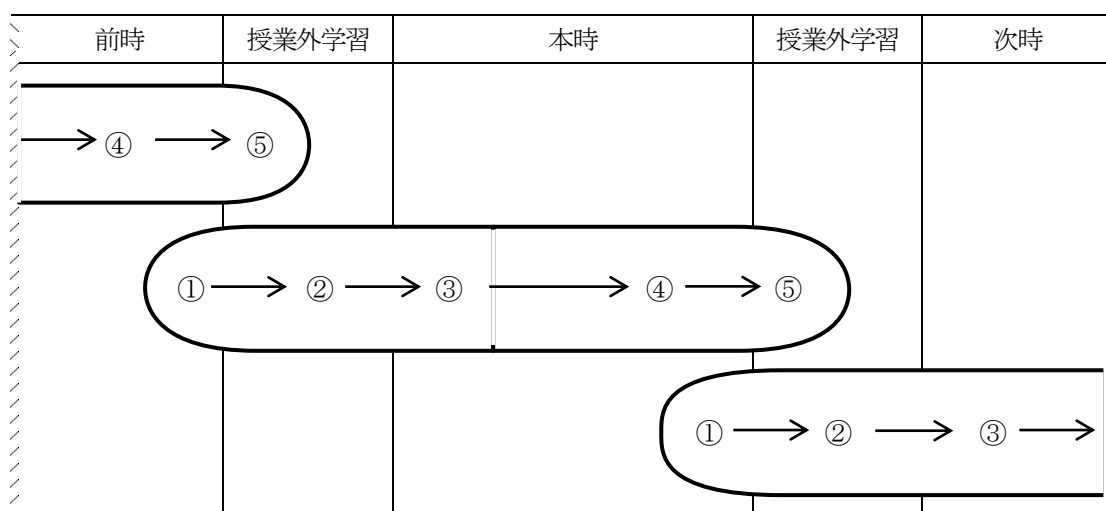 前時 授業外学習 本時 授業外学習 次時
④ ⑤
① ② ③ ④ ⑤
① ② ③